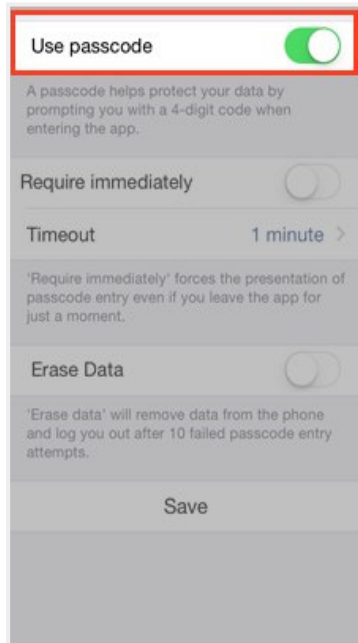 Use passcode
A passcode helps protect your data by
prompting you with a 4-digit code when
entering the app.
Require immediately
Timeout 1 minute >
'Require immediately' forces the presentation of
passcode entry even if you leave the app for
just a moment.
Erase Data
'Erase data' will remove data from the phone
and log you out after 10 failed passcode entry
attempts.
Save